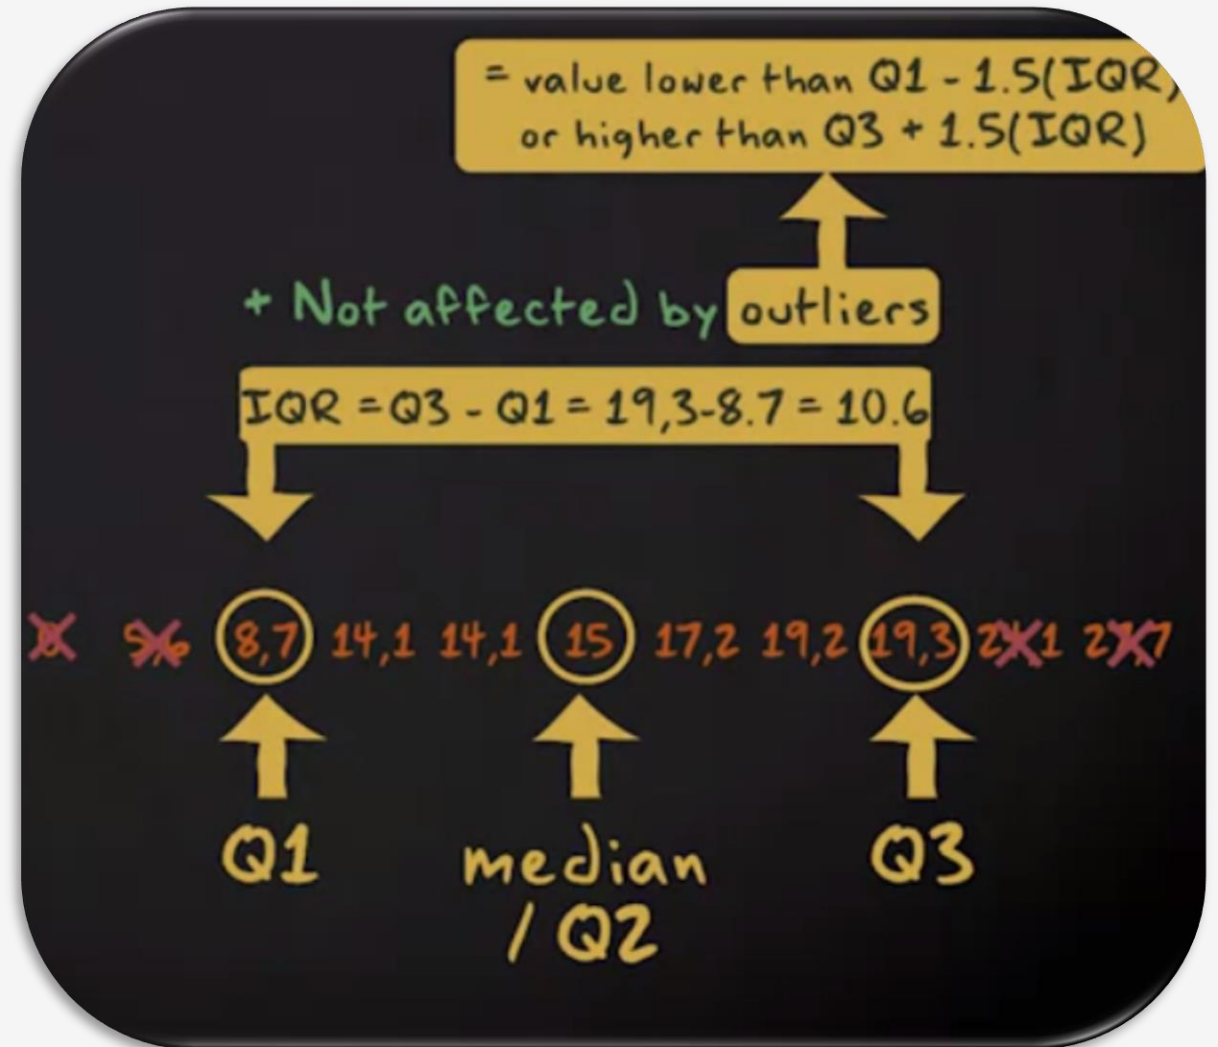 = value lower than Q1 - 1.5(IQR)
or higher than Q3 + 1.5(IQR)
+ Not affected by outliers
IQR = Q3 - Q1 = 19,3-8.7 = 10.6
8,7 14,1 14,1 15 17,2 19,2 19,3
Q1 median Q3
/ Q2